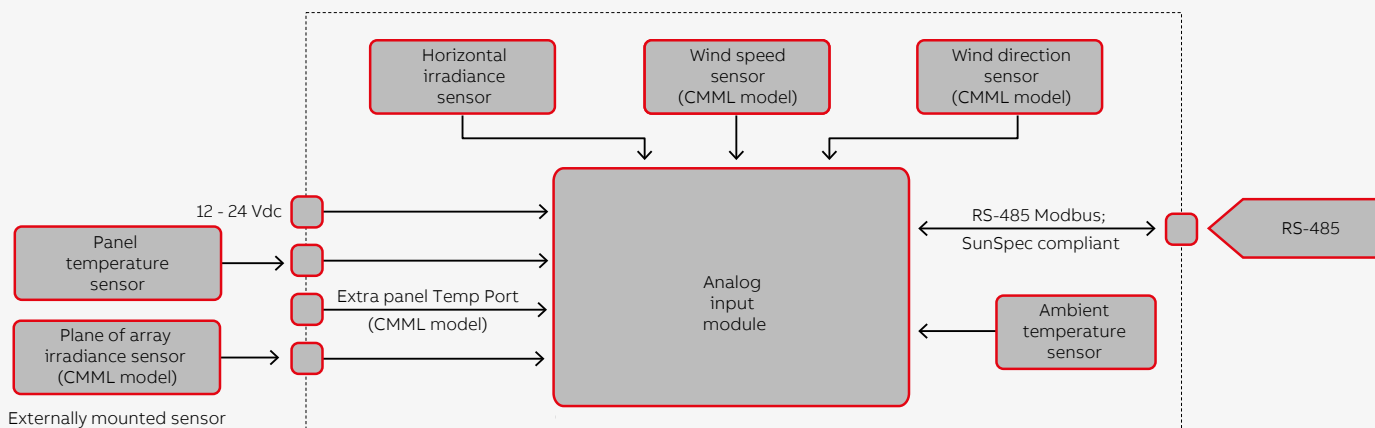 Horizontal
irradiance
sensor
Wind speed
sensor
(CMML model)
Wind direction
sensor
(CMML model)
12 - 24 Vdc
Panel
temperature
sensor
Extra panel Temp Port
(CMML model)
Plane of array
irradiance sensor
(CMML model)
Externally mounted sensor
Analog
input
module
RS-485 Modbus;
SunSpec compliant
RS-485
Ambient
temperature
sensor